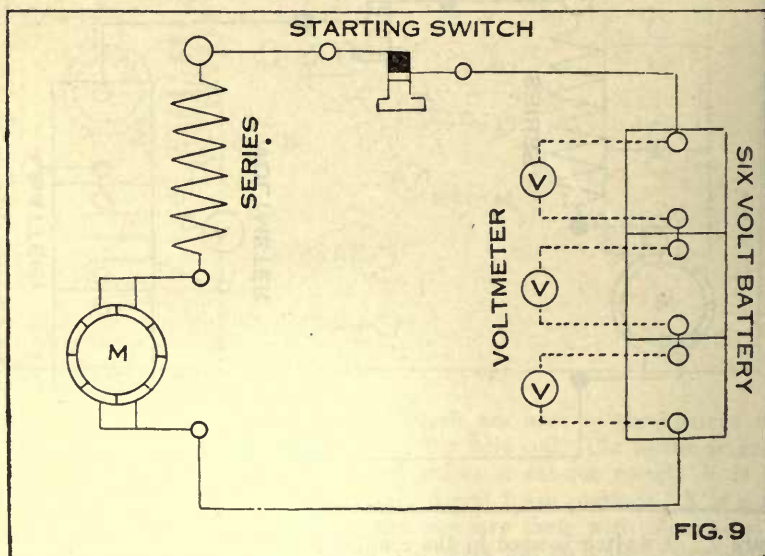 STARTING SWITCH
SERIES
M
V
V
V
VOLTMETER
SIX VOLT BATTERY
FIG. 9